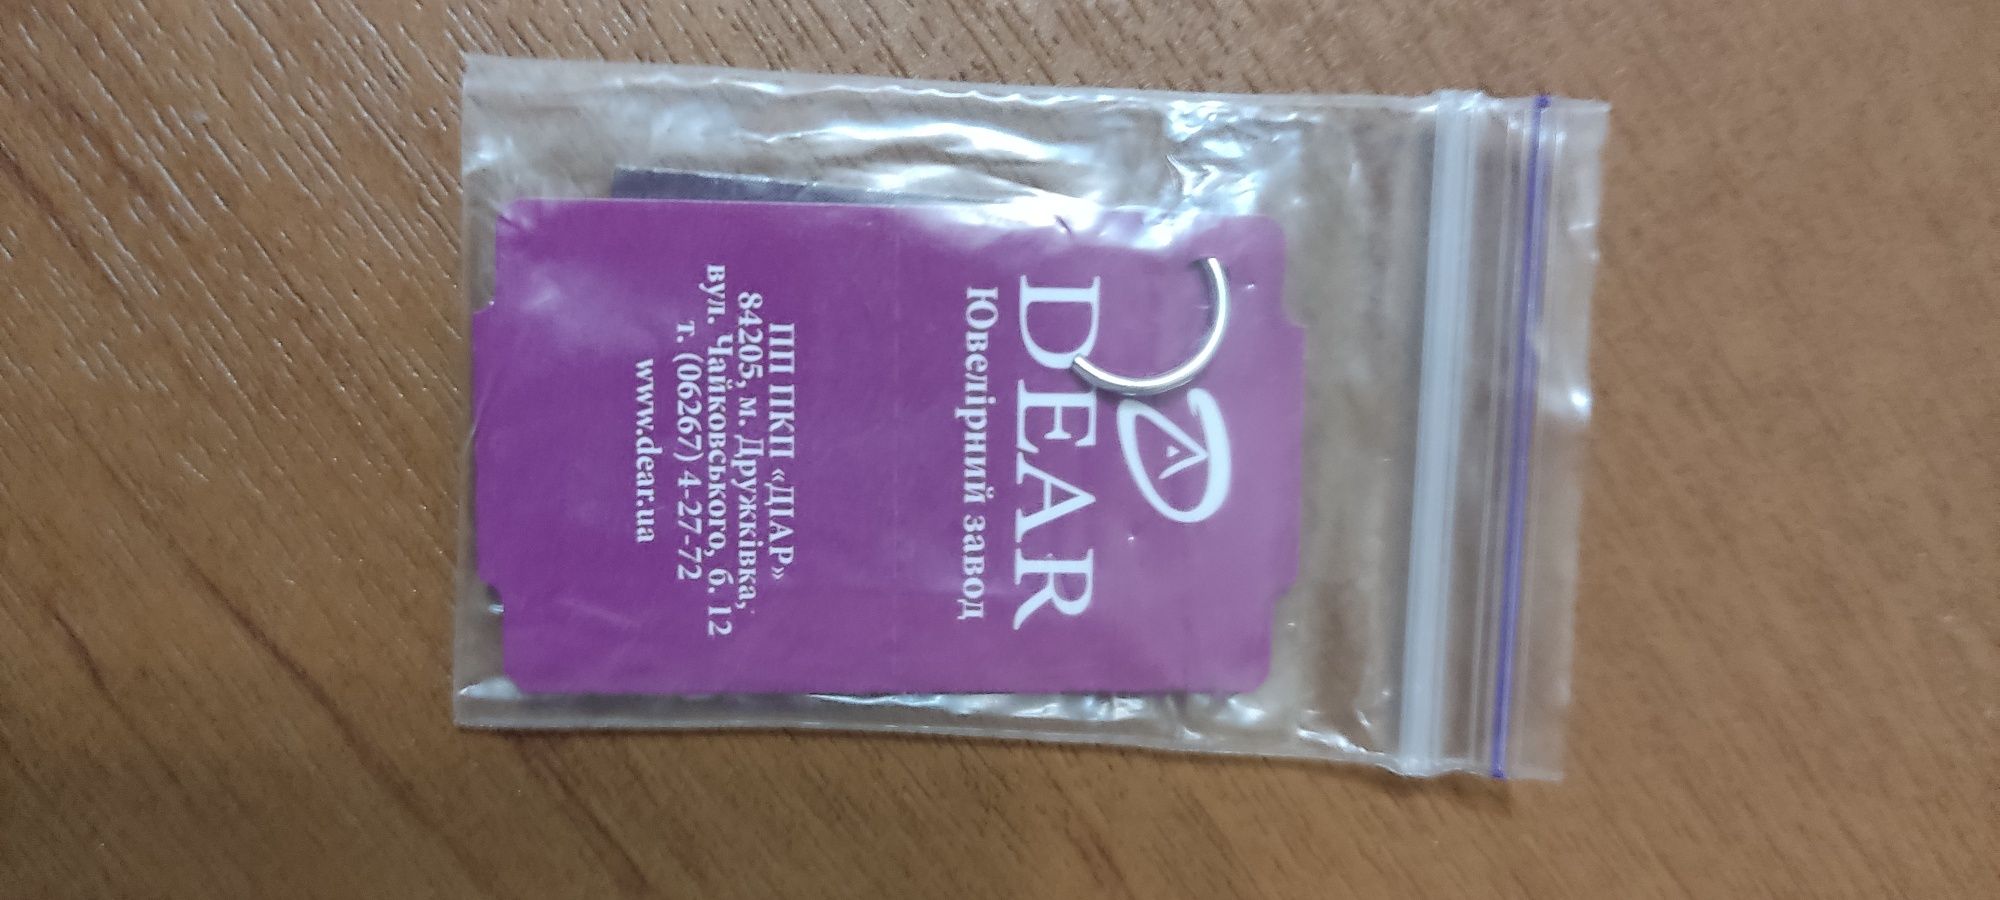 DEAR
Ювелірний завод
ПП ПКП «ДІАР»
84205, м. Дружківка,
вул. Чайковського, б. 12
т. (06267) 4-27-72
www.dear.ua